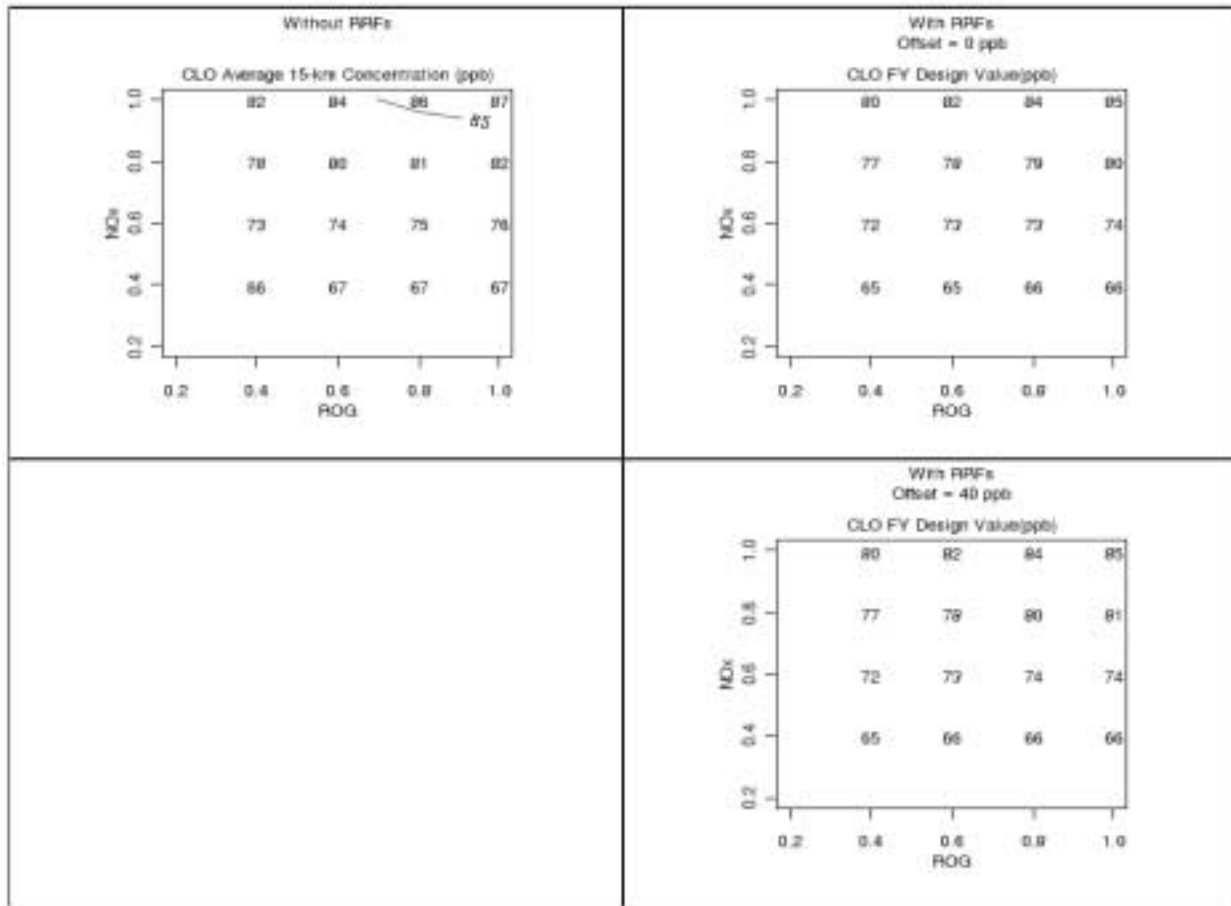 Without RRFs
CLO Average 15-km Concentration (ppb)
1.0 82 84 86 87
85
0.8 78 80 81 82
NOx
0.6 73 74 75 76
0.4 66 67 67 67
0.2
0.2 0.4 0.6 0.8 1.0
ROG
With RRFs
Offset = 0 ppb
CLO FY Design Value(ppb)
1.0 80 82 84 85
0.8 77 78 79 80
NOx
0.6 72 73 73 74
0.4 65 65 66 66
0.2
0.2 0.4 0.6 0.8 1.0
ROG
With RRFs
Offset = 40 ppb
CLO FY Design Value(ppb)
1.0 80 82 84 85
0.8 77 79 80 81
NOx
0.6 72 73 74 74
0.4 65 66 66 66
0.2
0.2 0.4 0.6 0.8 1.0
ROG